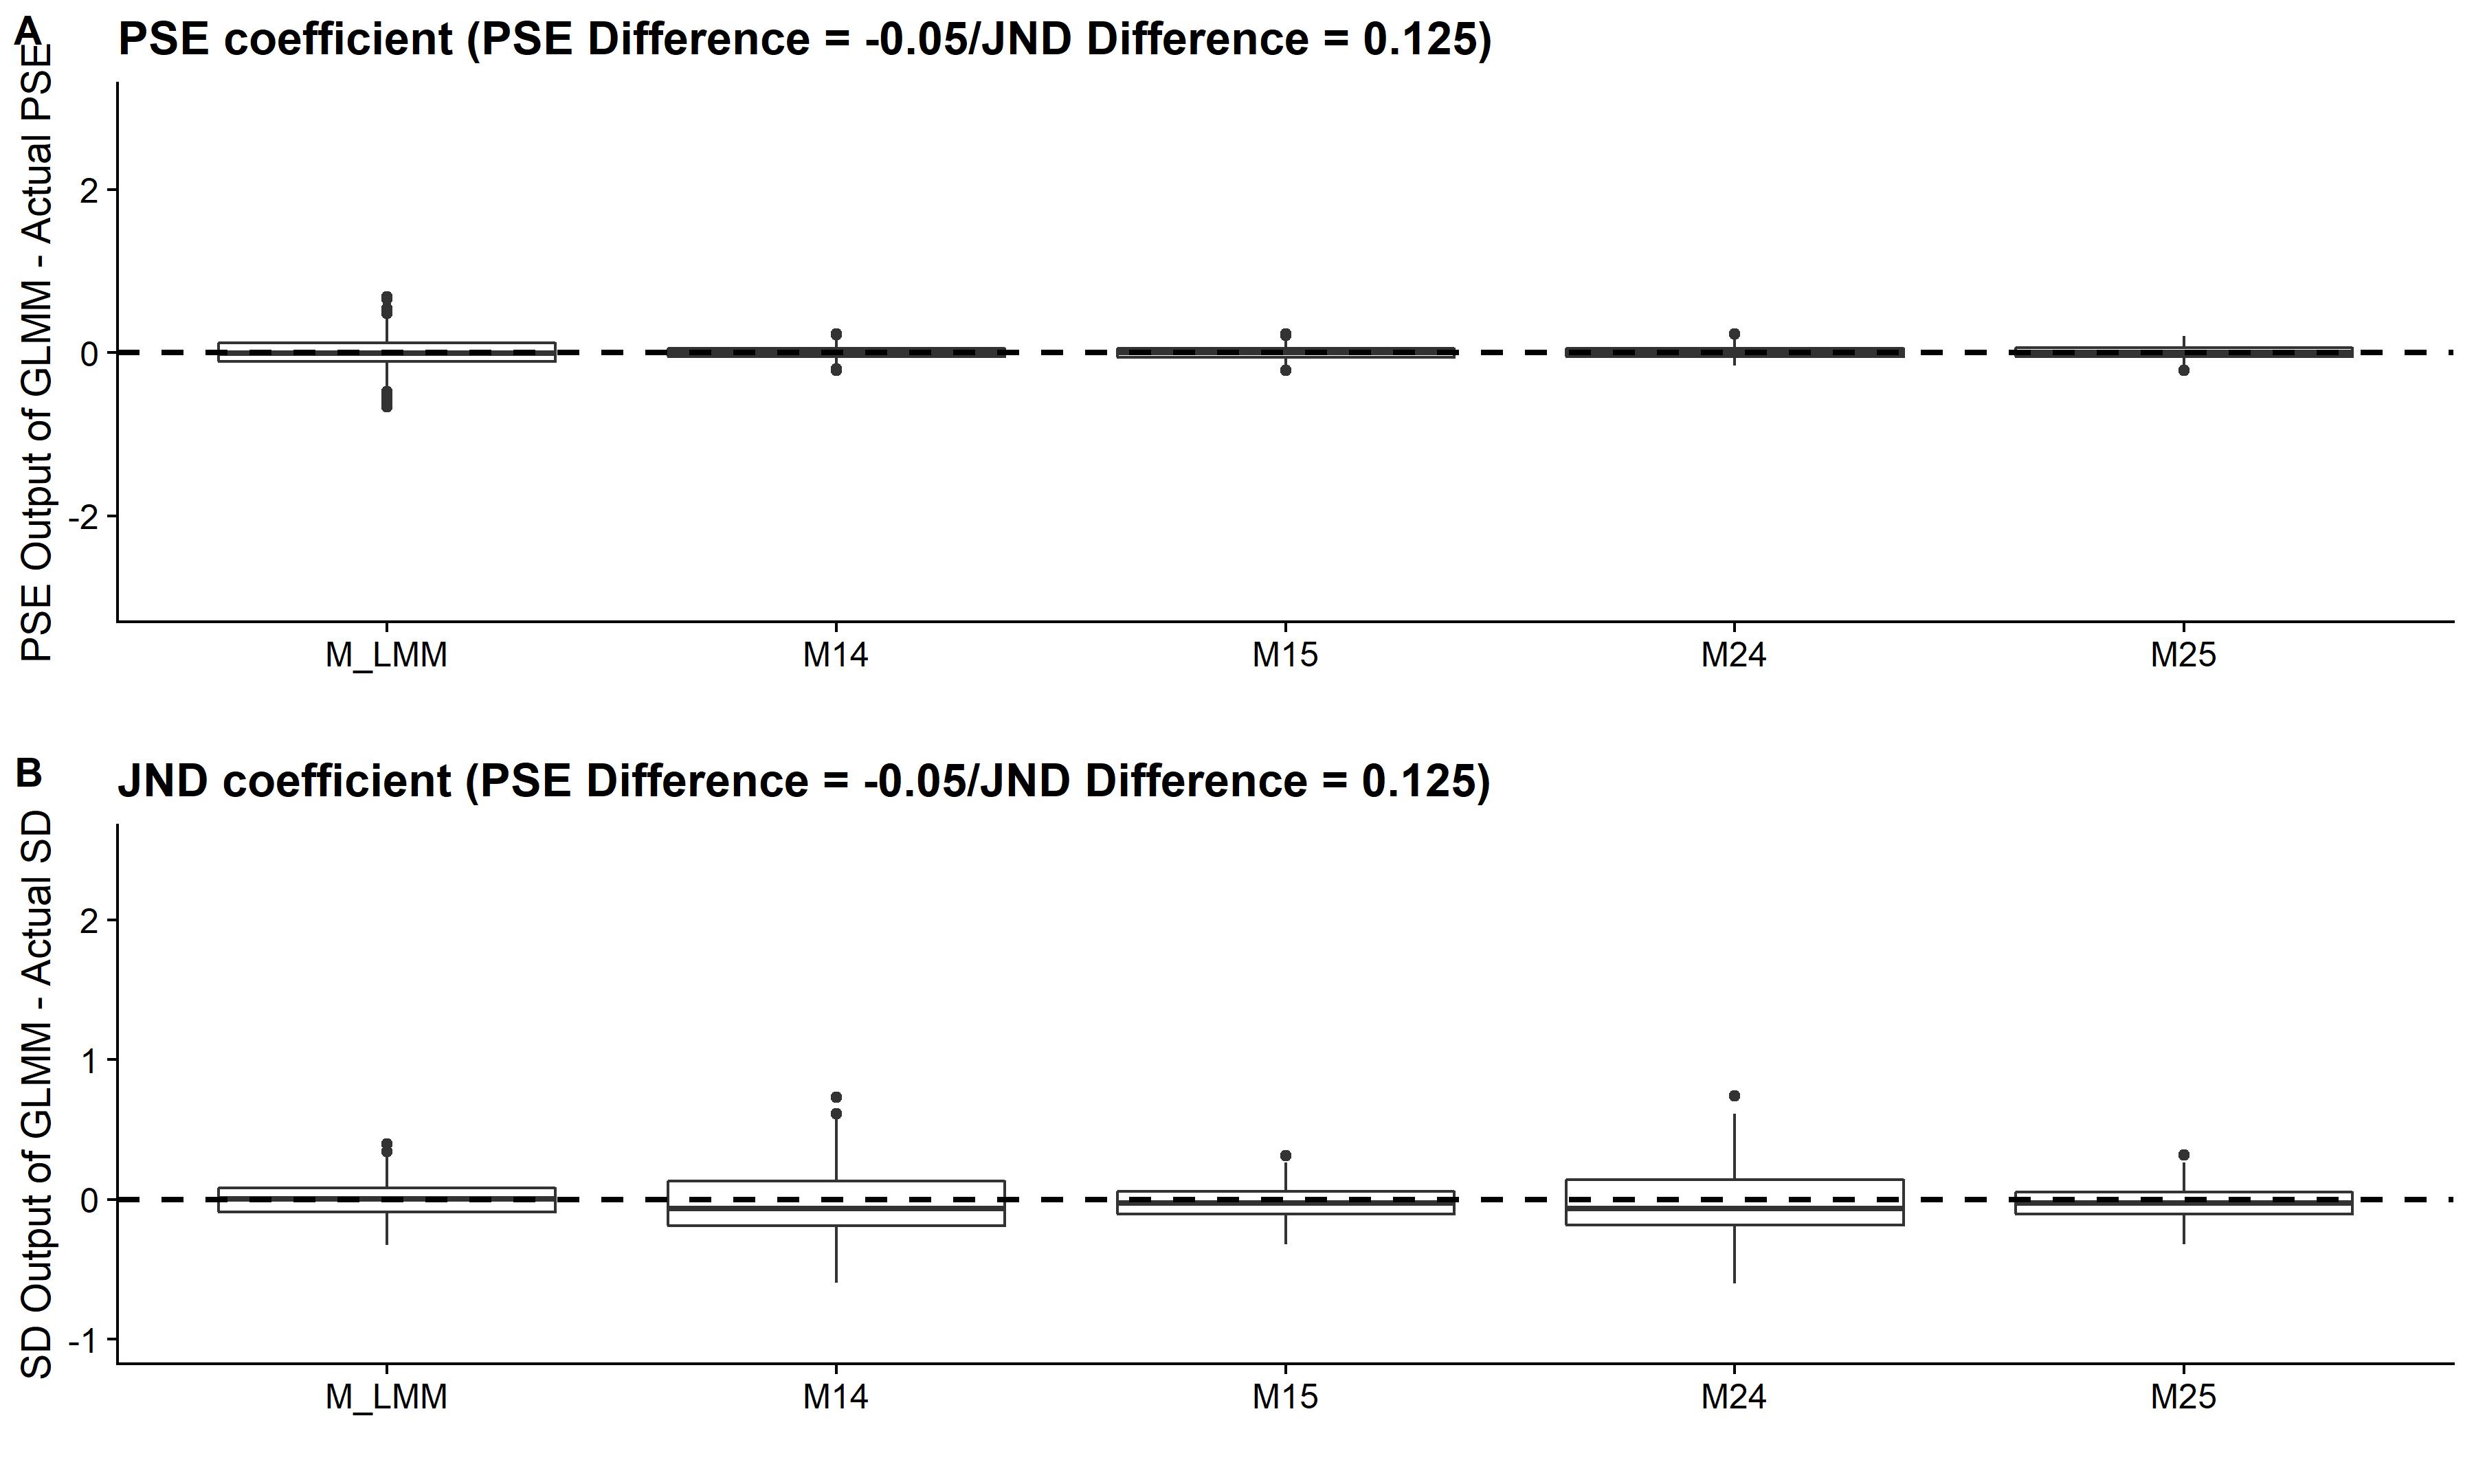 A
PSE coefficient (PSE Difference = -0.05/JND Difference = 0.125)
PSE Output of GLMM - Actual PSE
2
0
-2
M_LMM M14 M15 M24 M25
B
JND coefficient (PSE Difference = -0.05/JND Difference = 0.125)
SD Output of GLMM - Actual SD
2
1
0
-1
M_LMM M14 M15 M24 M25